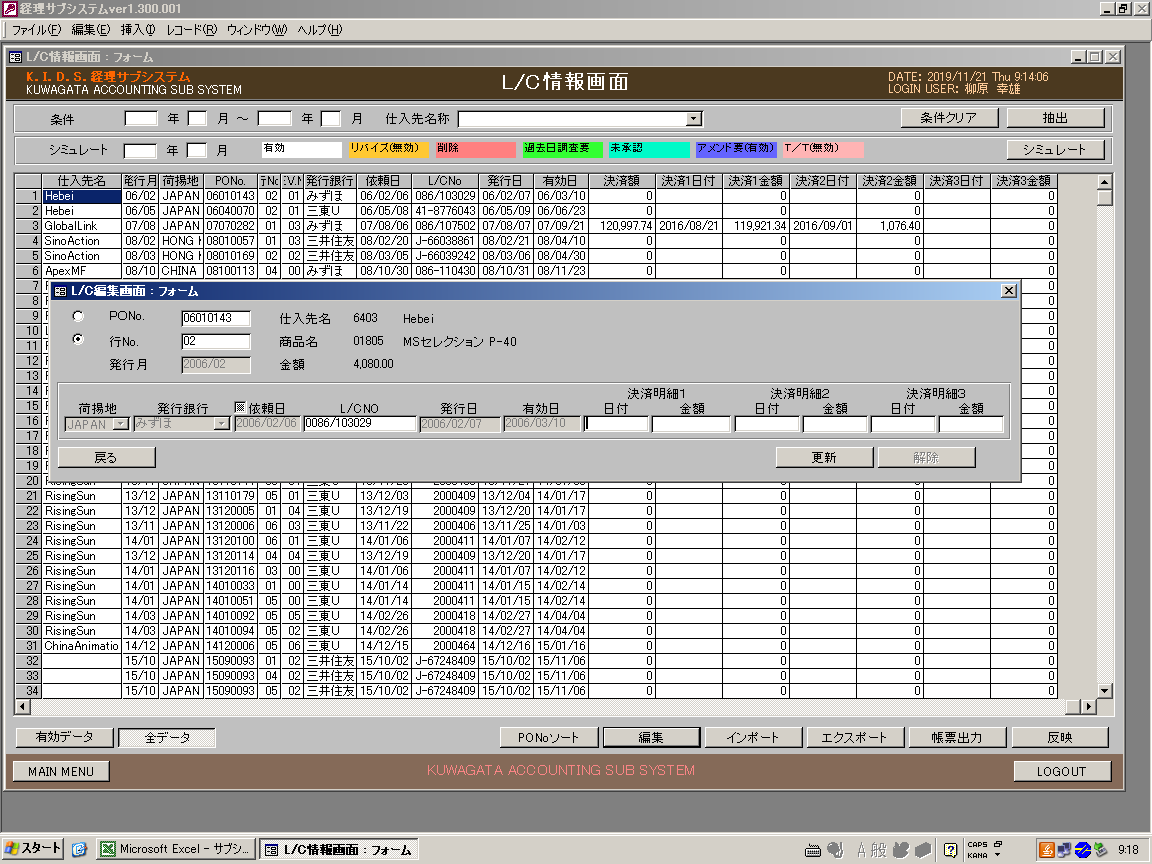 経理サブシステムver1.300.001
ファイル(F) 編集(E) 挿入(I) レコード(R) ウィンドウ(W) ヘルプ(H)
L/C情報画面：フォーム
K.I.D.S.経理サブシステム
KUWAGATA ACCOUNTING SUB SYSTEM
L/C情報画面
DATE: 2019/11/21 Thu 9:14:06
LOGIN USER: 柳原 幸雄
条件 年 月 ～ 年 月 仕入先名称 条件クリア 抽出
シミュレート 年 月 有効 リバイズ(無効) 削除 過去日調査要 未承認 アメンド要(有効) T/T(無効) シミュレート
仕入先名 発行月 荷揚地 PONo. 行No EV.N 発行銀行 依頼日 L/CNo 発行日 有効日 決済額 決済1日付 決済1金額 決済2日付 決済2金額 決済3日付 決済3金額
1 Hebei 06/02 JAPAN 06010143 02 01 みずほ 06/02/06 086/103029 06/02/07 06/03/10 0 0 0 0
2 Hebei 06/05 JAPAN 06040070 02 01 三東U 06/05/08 41-8776043 06/05/09 06/06/23 0 0 0 0
3 GlobalLink 07/08 JAPAN 07070282 01 03 みずほ 07/08/06 086/107502 07/08/07 07/09/21 120,997.74 2016/08/21 119,921.34 2016/09/01 1,076.40 0
4 SinoAction 08/02 HONG K 08010057 01 03 三井住友 08/02/20 J-66038861 08/02/21 08/04/10 0 0 0 0
5 SinoAction 08/03 HONG K 08010169 02 02 三井住友 08/03/05 J-66039242 08/03/06 08/04/30 0 0 0 0
6 ApexMF 08/10 CHINA 08100113 04 00 みずほ 08/10/30 086-110430 08/10/31 08/11/23 0 0 0 0
7 0
8 0
9 0
10 0
11 0
12 0
13 0
14 0
15 0
16 0
17 0
18 0
19 0
20
L/C編集画面：フォーム
PONo. 06010143 仕入先名 6403 Hebei
行No. 02 商品名 01805 MSセレクション P-40
発行月 2006/02 金額 4,080.00
決済明細1 決済明細2 決済明細3
荷揚地 発行銀行 依頼日 L/CNO 発行日 有効日 日付 金額 日付 金額 日付 金額
JAPAN みずほ 2006/02/06 0086/103029 2006/02/07 2006/03/10
戻る 更新 解除
21 RisingSun 13/12 JAPAN 13110179 05 01 三東U 13/12/03 2000409 13/12/04 14/01/17 0 0 0 0
22 RisingSun 13/12 JAPAN 13120005 01 04 三東U 13/12/19 2000409 13/12/20 14/01/17 0 0 0 0
23 RisingSun 13/11 JAPAN 13120006 06 03 三東U 13/11/22 2000406 13/11/25 14/01/03 0 0 0 0
24 RisingSun 14/01 JAPAN 13120100 06 01 三東U 14/01/06 2000411 14/01/07 14/02/12 0 0 0 0
25 RisingSun 13/12 JAPAN 13120114 04 04 三東U 13/12/19 2000409 13/12/20 14/01/17 0 0 0 0
26 RisingSun 14/01 JAPAN 13120116 03 00 三東U 14/01/06 2000411 14/01/07 14/02/12 0 0 0 0
27 RisingSun 14/01 JAPAN 14010033 01 00 三東U 14/01/14 2000411 14/01/15 14/02/14 0 0 0 0
28 RisingSun 14/01 JAPAN 14010051 05 00 三東U 14/01/14 2000411 14/01/15 14/02/14 0 0 0 0
29 RisingSun 14/03 JAPAN 14010092 05 05 三東U 14/02/26 2000418 14/02/27 14/04/04 0 0 0 0
30 RisingSun 14/03 JAPAN 14010094 05 02 三東U 14/02/26 2000418 14/02/27 14/04/04 0 0 0 0
31 ChinaAnimatio 14/12 JAPAN 14120006 05 06 三東U 14/12/15 2000464 14/12/16 15/01/16 0 0 0 0
32 15/10 JAPAN 15090093 01 02 三井住友 15/10/02 J-67248409 15/10/02 15/11/06 0 0 0 0
33 15/10 JAPAN 15090093 04 02 三井住友 15/10/02 J-67248409 15/10/02 15/11/06 0 0 0 0
34 15/10 JAPAN 15090093 05 02 三井住友 15/10/02 J-67248409 15/10/02 15/11/06 0 0 0 0
有効データ 全データ PONoソート 編集 インポート エクスポート 帳票出力 反映
MAIN MENU KUWAGATA ACCOUNTING SUB SYSTEM LOGOUT
スタート Microsoft Excel - サブシ... L/C情報画面：フォーム A 般 CAPS KANA 9:18